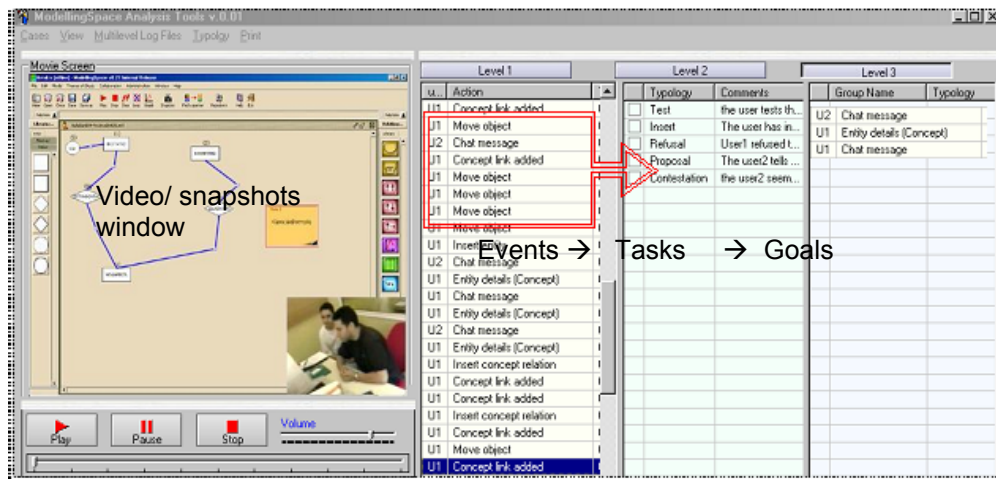 ModellingSpace Analysis Tools v.0.01
Cases View Multilevel Log Files Typolgy Print
Movie Screen
Video/ snapshots
window
Play
Pause
Stop
Volume
Level 1
u... Action
U1 Concept link added
U1 Move object
U2 Chat message
U1 Concept link added
U1 Move object
U1 Move object
U1 Move object
U1 Move object
U1 Insert entity
U2 Chat message
U1 Entity details (Concept)
U1 Chat message
U1 Entity details (Concept)
U2 Chat message
U1 Entity details (Concept)
U1 Insert concept relation
U1 Concept link added
U1 Concept link added
U1 Insert concept relation
U1 Concept link added
U1 Move object
U1 Concept link added
Events → Tasks → Goals
Level 2
Typology Comments
Test the user tests th...
Insert The user has in...
Refusal User1 refused t...
Proposal The user2 tells ...
Contestation the user2 seem...
Level 3
Group Name Typology
U2 Chat message
U1 Entity details (Concept)
U1 Chat message